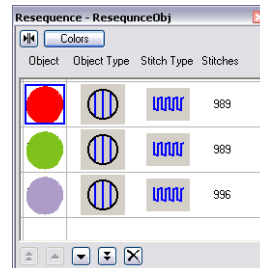 Resequence - ResequnceObj
Colors
Object Object Type Stitch Type Stitches
989
989
996